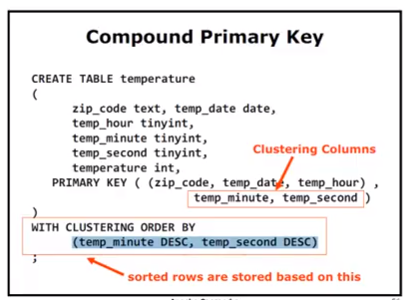 Compound Primary Key
CREATE TABLE temperature
(
zip_code text, temp_date date,
temp_hour tinyint,
temp_minute tinyint,
temp_second tinyint,
Clustering Columns
temperature int,
PRIMARY KEY ( (zip_code, temp_date, temp_hour) ,
temp_minute, temp_second )
)
WITH CLUSTERING ORDER BY
(temp_minute DESC, temp_second DESC)
;
sorted rows are stored based on this